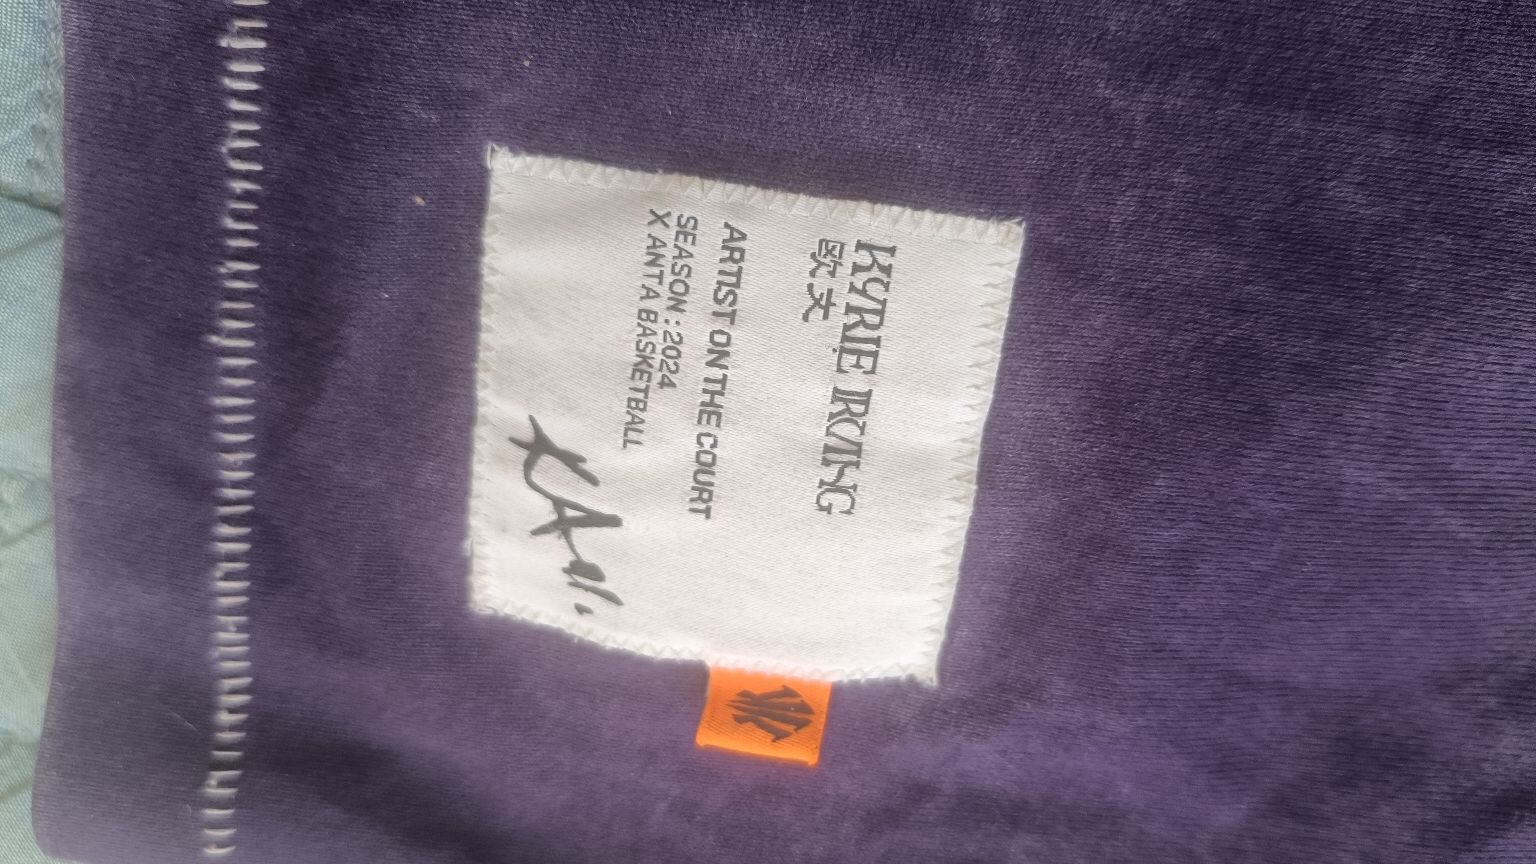 KYRIE IRVING
欧文
ARTIST ON THE COURT
SEASON : 2024
X ANTA BASKETBALL